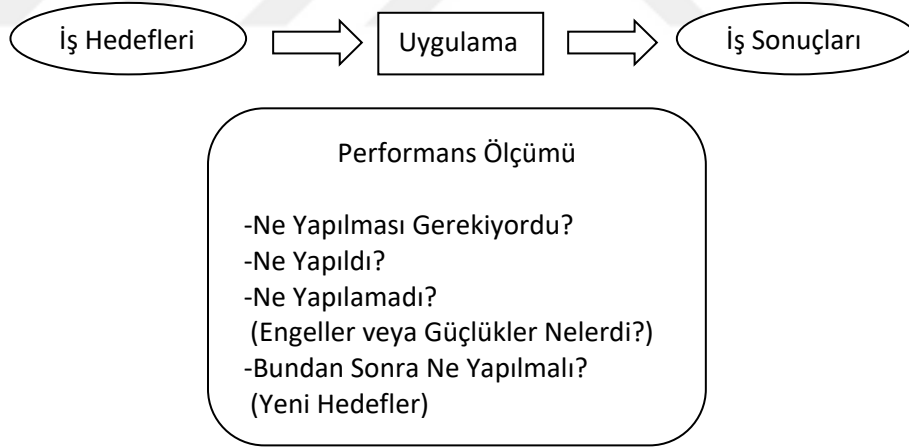 İş Hedefleri
Uygulama
İş Sonuçları
Performans Ölçümü
-Ne Yapılması Gerekiyordu?
-Ne Yapıldı?
-Ne Yapılamadı?
(Engeller veya Güçlükler Nelerdi?)
-Bundan Sonra Ne Yapılmalı?
(Yeni Hedefler)